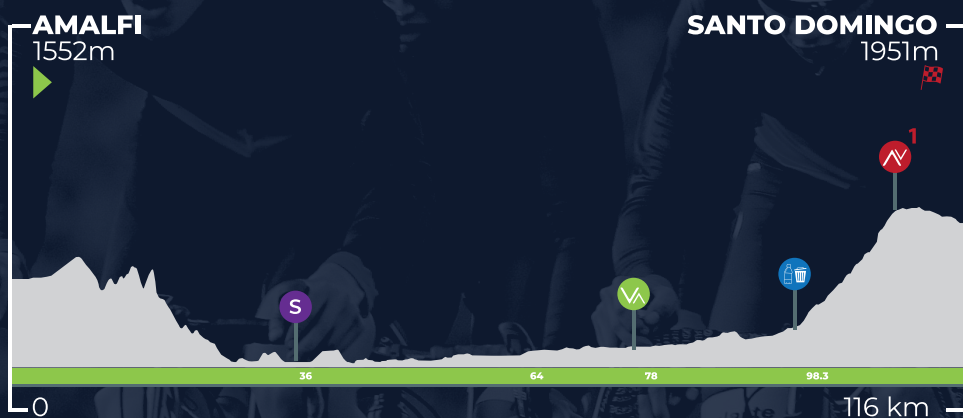 AMALFI
1552m
SANTO DOMINGO
1951m
1
S
36
64
78
98.3
0
116 km